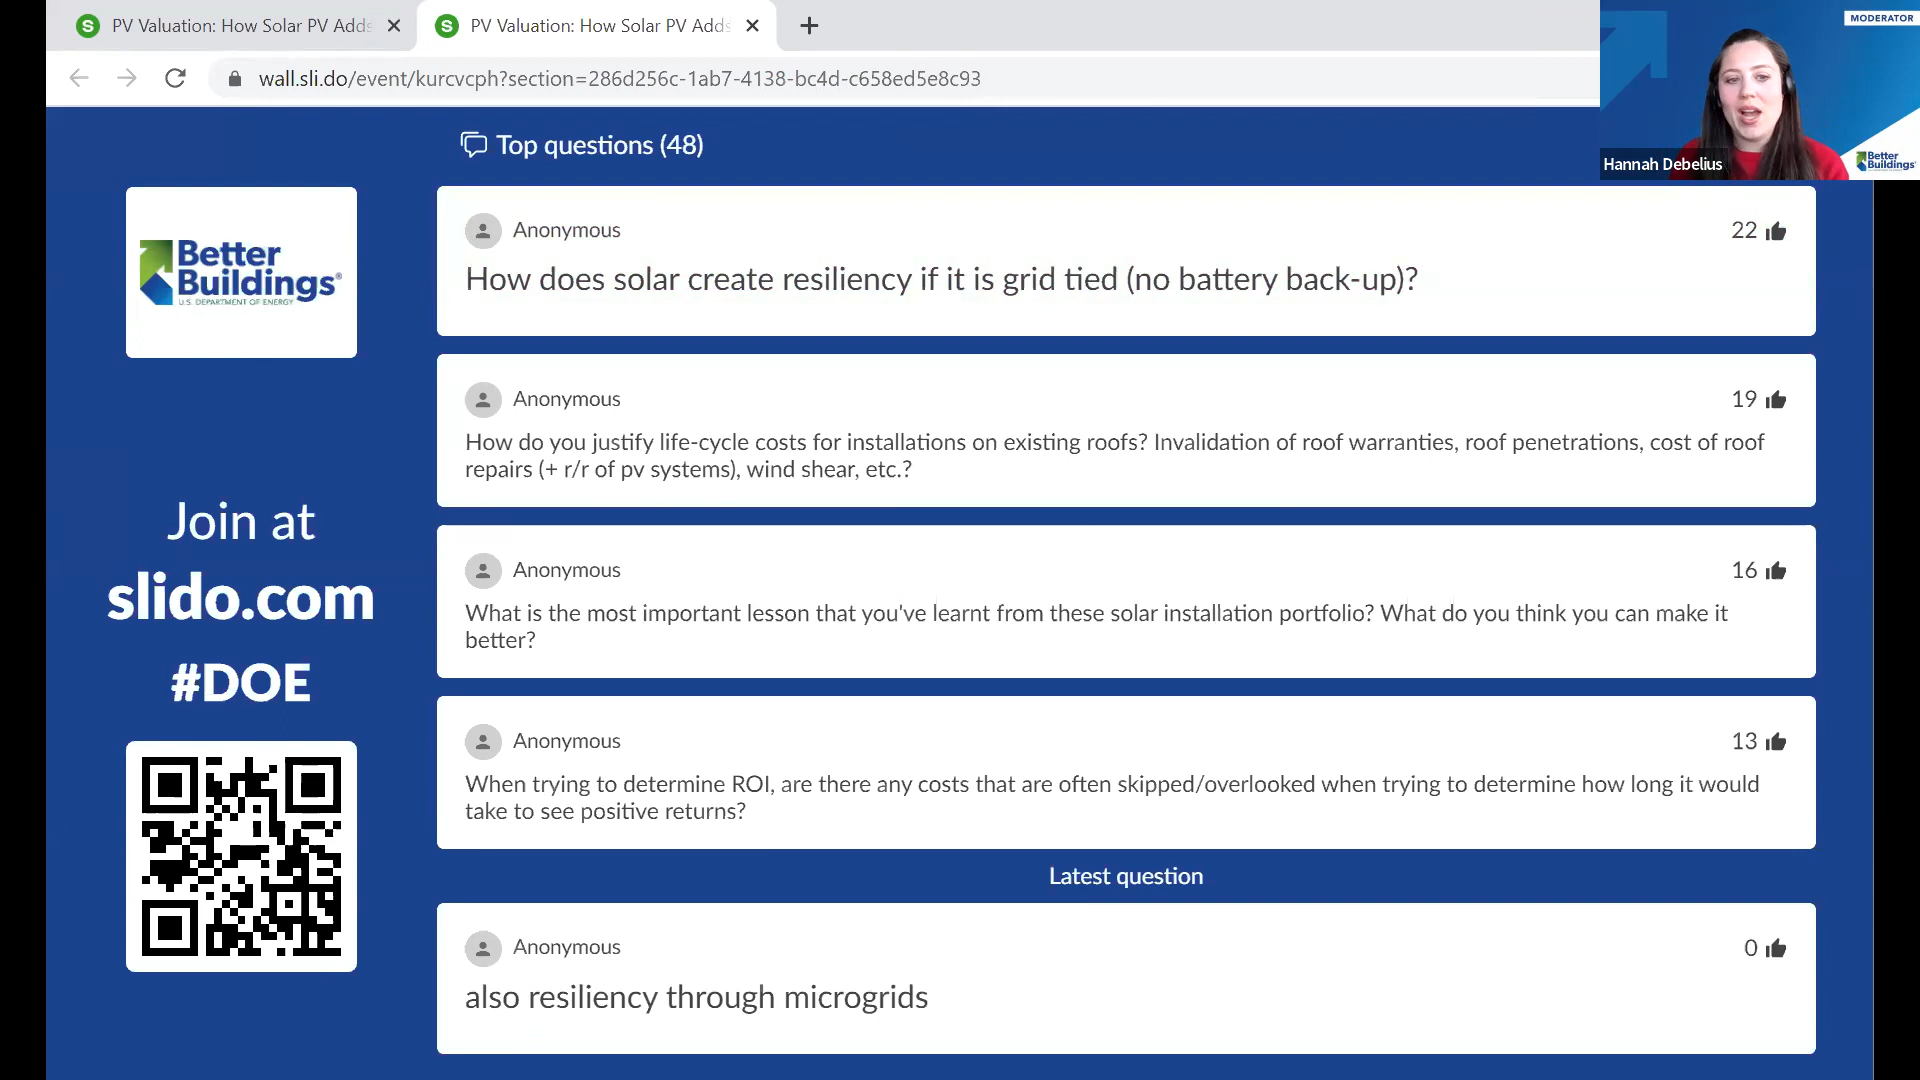 PV Valuation: How Solar PV Adds
PV Valuation: How Solar PV Adds
wall.sli.do/event/kurcvcph?section=286d256c-1ab7-4138-bc4d-c658ed5e8c93
MODERATOR
Hannah Debelius
Better
Buildings
Top questions (48)
Better
Buildings®
U.S. DEPARTMENT OF ENERGY
Join at
slido.com
#DOE
Anonymous
22
How does solar create resiliency if it is grid tied (no battery back-up)?
Anonymous
19
How do you justify life-cycle costs for installations on existing roofs? Invalidation of roof warranties, roof penetrations, cost of roof
repairs (+ r/r of pv systems), wind shear, etc.?
Anonymous
16
What is the most important lesson that you've learnt from these solar installation portfolio? What do you think you can make it
better?
Anonymous
13
When trying to determine ROI, are there any costs that are often skipped/overlooked when trying to determine how long it would
take to see positive returns?
Latest question
Anonymous
0
also resiliency through microgrids